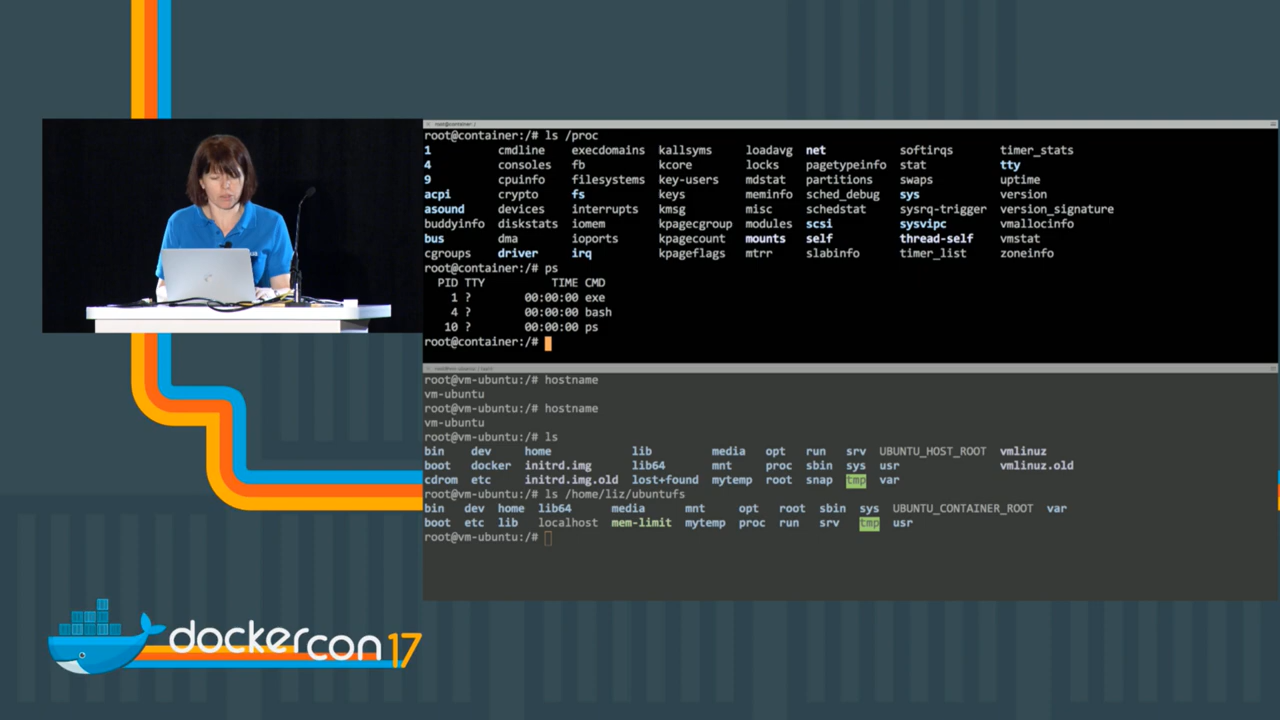 root@container:/# ls /proc
1 cmdline execdomains kallsyms loadavg net softirqs timer_stats
4 consoles fb kcore locks pagetypeinfo stat tty
9 cpuinfo filesystems key-users mdstat partitions swaps uptime
acpi crypto fs keys meminfo sched_debug sys version
asound devices interrupts kmsg misc schedstat sysrq-trigger version_signature
buddyinfo diskstats iomem kpagecgroup modules scsi sysvipc vmallocinfo
bus dma ioports kpagecount mounts self thread-self vmstat
cgroups driver irq kpageflags mtrr slabinfo timer_list zoneinfo
root@container:/# ps
PID TTY TIME CMD
1 ? 00:00:00 exe
4 ? 00:00:00 bash
10 ? 00:00:00 ps
root@container:/#
root@vm-ubuntu:/# hostname
vm-ubuntu
root@vm-ubuntu:/# hostname
vm-ubuntu
root@vm-ubuntu:/# ls
bin dev home lib media opt run srv UBUNTU_HOST_ROOT vmlinuz
boot docker initrd.img lib64 mnt proc sbin sys usr vmlinuz.old
cdrom etc initrd.img.old lost+found mytemp root snap tmp var
root@vm-ubuntu:/# ls /home/liz/ubuntufs
bin dev home lib64 media mnt opt root sbin sys UBUNTU_CONTAINER_ROOT var
boot etc lib localhost mem-limit mytemp proc run srv tmp usr
root@vm-ubuntu:/#
dockercon 17